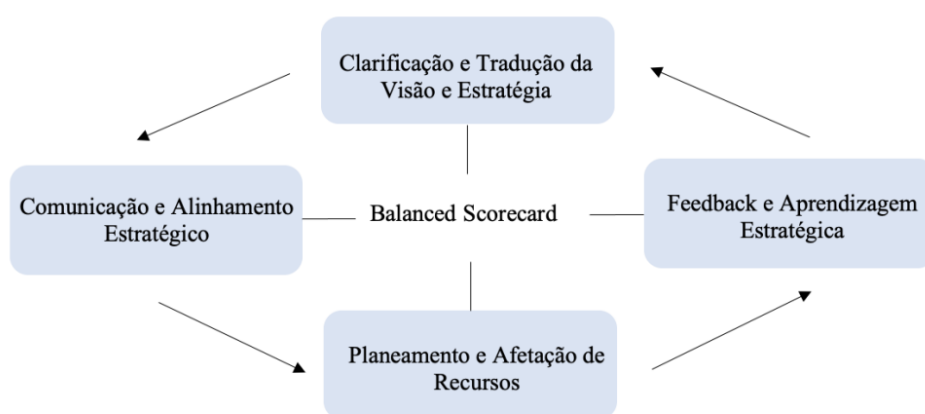 Clarificação e Tradução da
Visão e Estratégia
Comunicação e Alinhamento
Estratégico
Balanced Scorecard
Feedback e Aprendizagem
Estratégica
Planeamento e Afetação de
Recursos